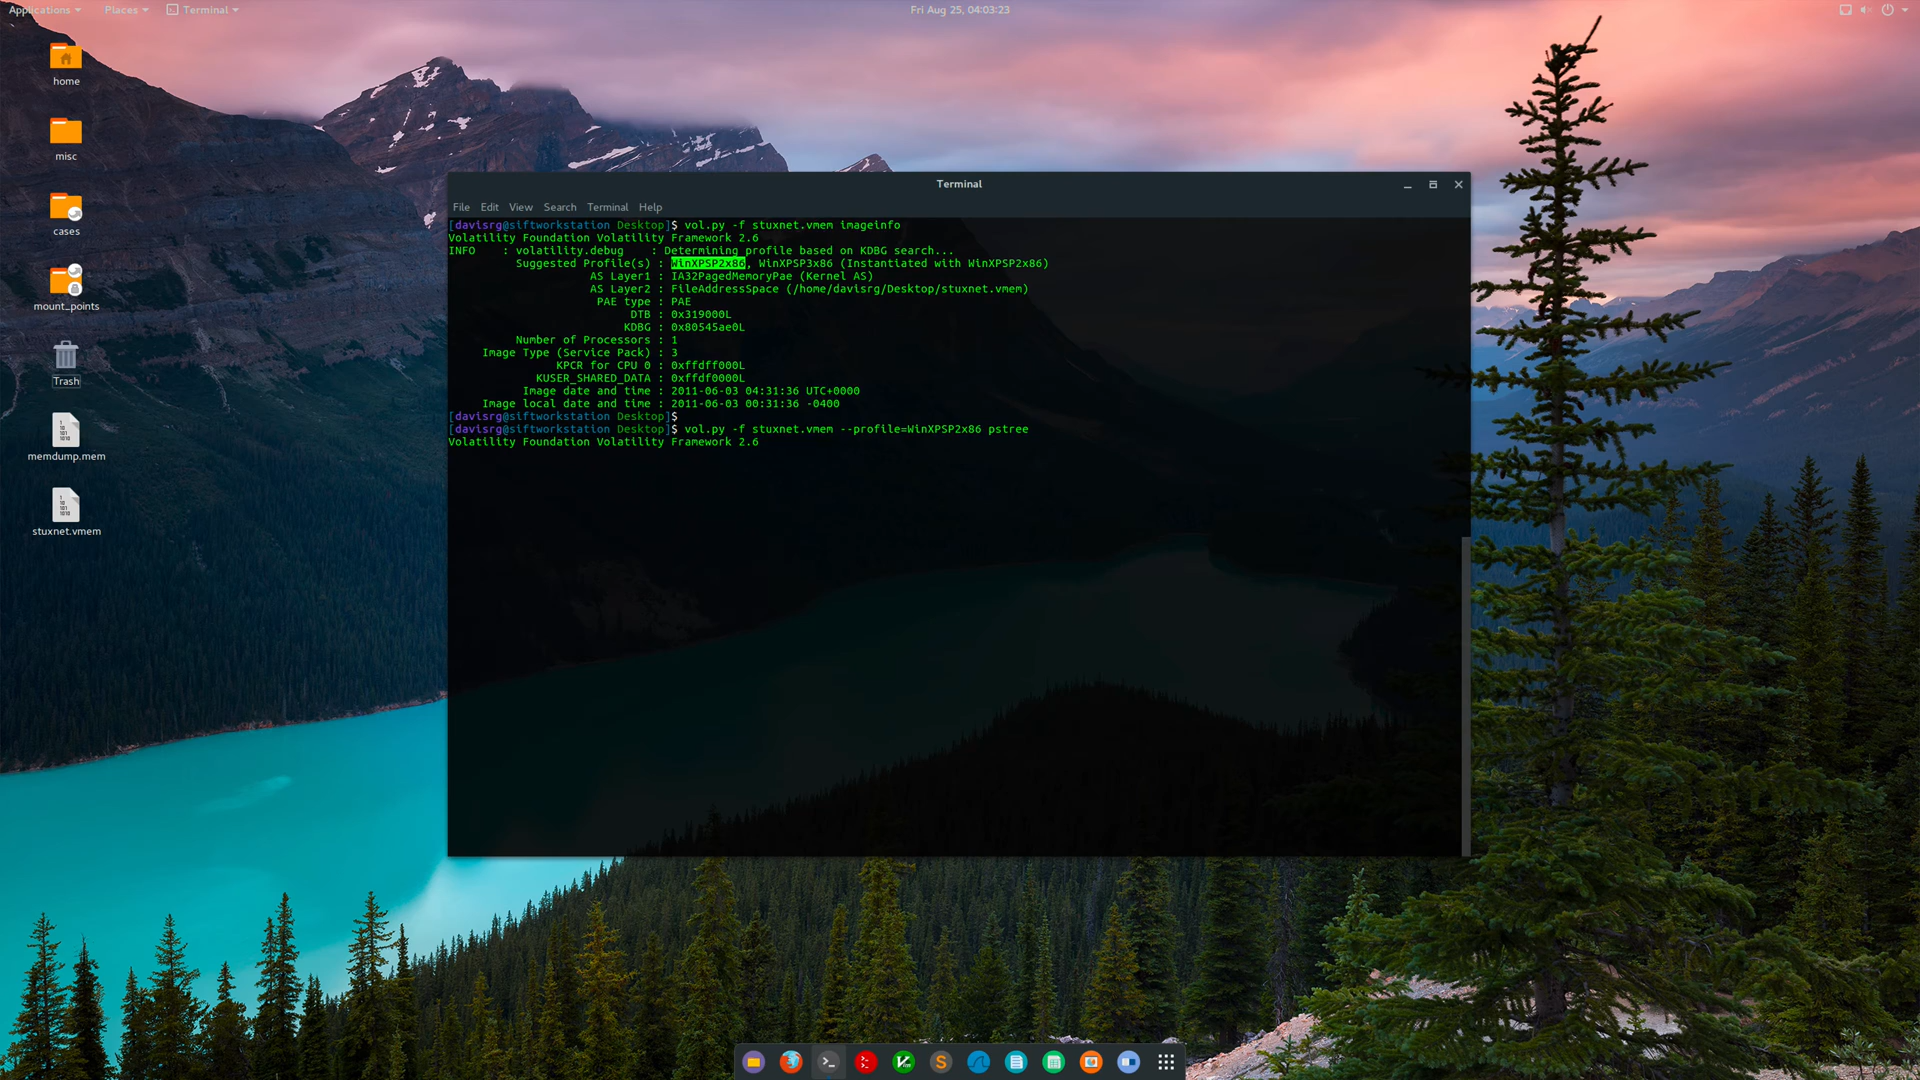 Applications Places Terminal Fri Aug 25, 04:03:23
home
misc
cases
mount_points
Trash
memdump.mem
stuxnet.vmem
Terminal
File Edit View Search Terminal Help
[davisrg@siftworkstation Desktop]$ vol.py -f stuxnet.vmem imageinfo
Volatility Foundation Volatility Framework 2.6
INFO    : volatility.debug    : Determining profile based on KDBG search...
Suggested Profile(s) : WinXPSP2x86, WinXPSP3x86 (Instantiated with WinXPSP2x86)
AS Layer1 : IA32PagedMemoryPae (Kernel AS)
AS Layer2 : FileAddressSpace (/home/davisrg/Desktop/stuxnet.vmem)
PAE type : PAE
DTB : 0x319000L
KDBG : 0x80545ae0L
Number of Processors : 1
Image Type (Service Pack) : 3
KPCR for CPU 0 : 0xffdff000L
KUSER_SHARED_DATA : 0xffdf0000L
Image date and time : 2011-06-03 04:31:36 UTC+0000
Image local date and time : 2011-06-03 00:31:36 -0400
[davisrg@siftworkstation Desktop]$
[davisrg@siftworkstation Desktop]$ vol.py -f stuxnet.vmem --profile=WinXPSP2x86 pstree
Volatility Foundation Volatility Framework 2.6